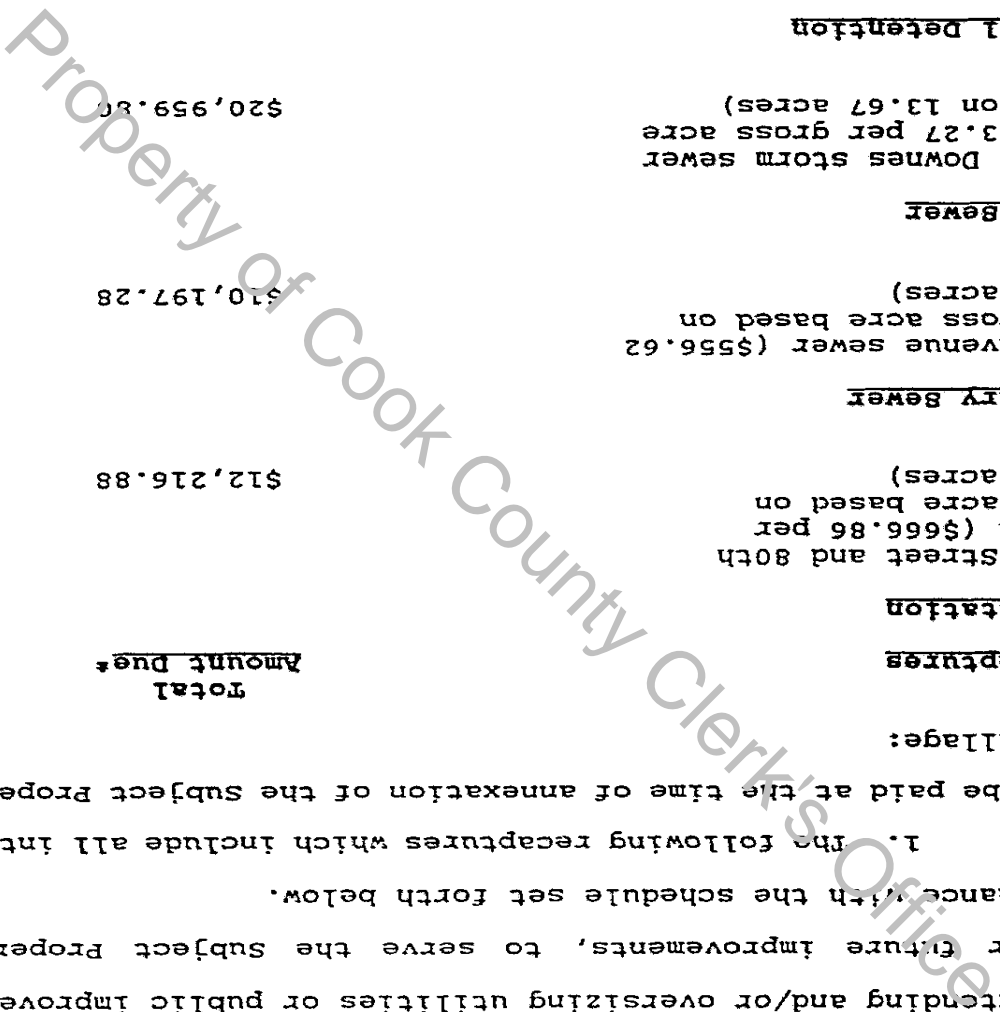 tending and/or oversizing utilities or public improve
r future improvements, to serve the Subject Proper
ance with the schedule set forth below.
1. The following recaptures which include all int
be paid at the time of annexation of the Subject Prope
llage:
Total
ptures Amount Due*
tation
Street and 80th
($666.86 per
acre based on
acres) $12,216.88
ry Sewer
venue sewer ($556.62
oss acre based on
acres) $10,197.28
Sewer
Downes storm sewer
3.27 per gross acre
on 13.67 acres) $20,959.80
l Detention
Property of Cook County Clerk's Office